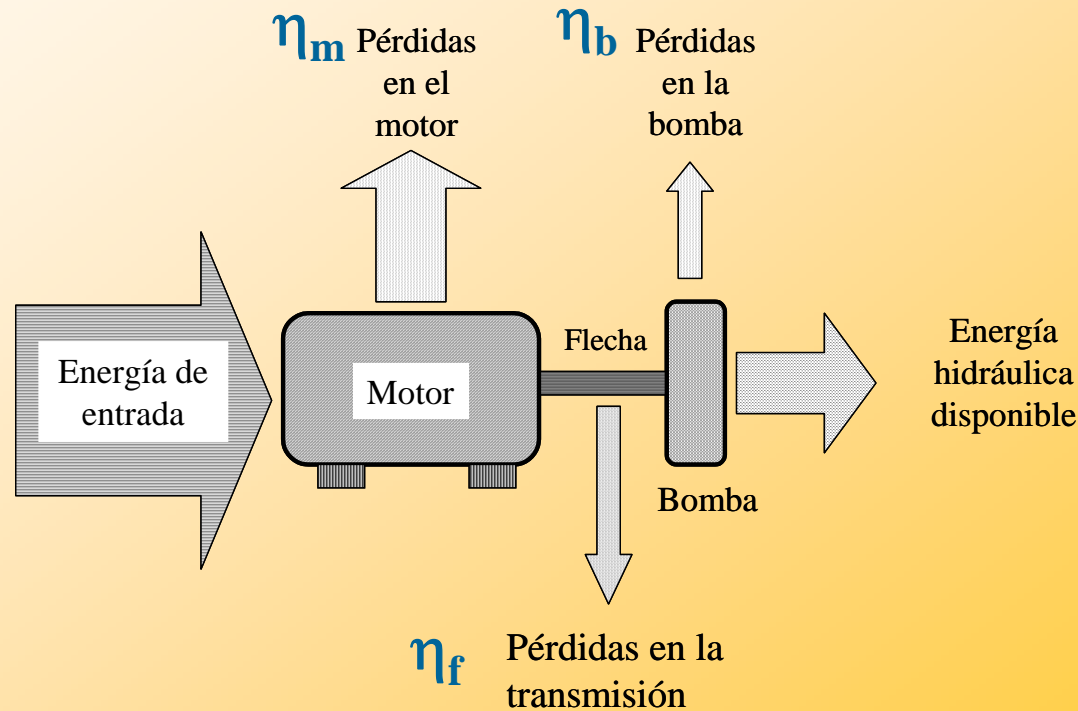 ηm Pérdidas
en el
motor
ηb Pérdidas
en la
bomba
Energía de
entrada
Motor
Flecha
Bomba
Energía
hidráulica
disponible
ηf Pérdidas en la
transmisión